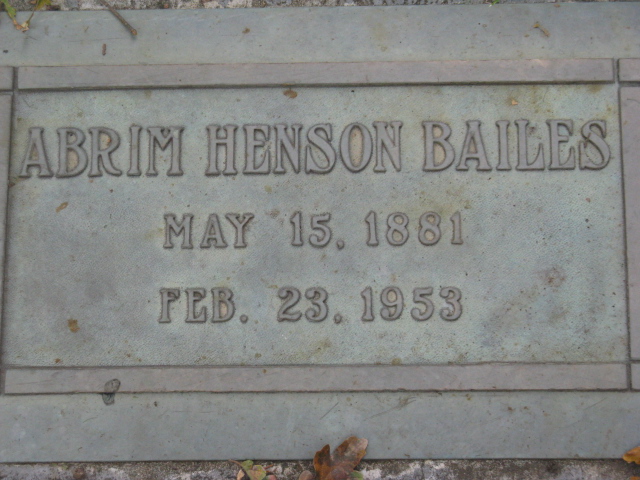 ABRIM HENSON BAILES
MAY 15, 1881
FEB. 23, 1953